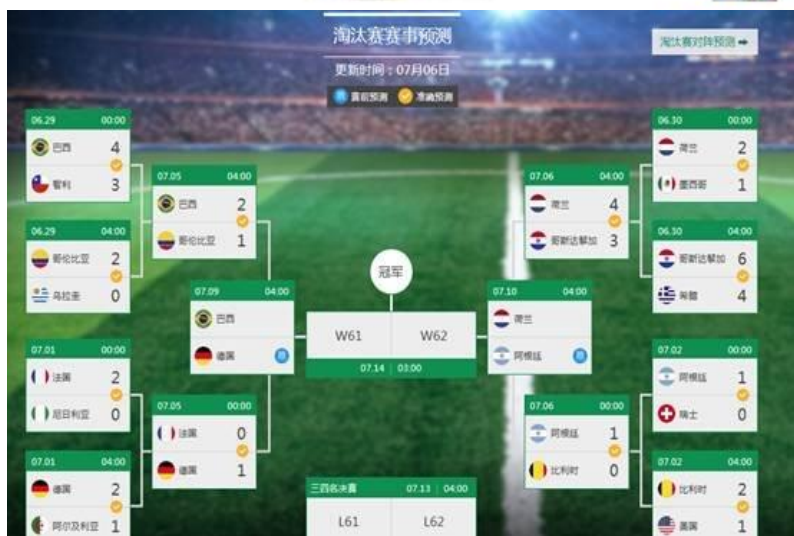 淘汰赛赛事预测
淘汰赛对阵预测
更新时间：07月06日
赛前预测 准确预测
06.29 00:00
巴西 4
智利 3
06.29 04:00
哥伦比亚 2
乌拉圭 0
07.01 00:00
法国 2
尼日利亚 0
07.01 04:00
德国 2
阿尔及利亚 1
07.05 04:00
巴西 2
哥伦比亚 1
07.05 00:00
法国 0
德国 1
07.09 04:00
巴西
德国
冠军
W61 W62
07.14 03:00
三四名决赛 07.13 04:00
L61 L62
07.10 04:00
荷兰
阿根廷
07.06 04:00
荷兰 4
哥斯达黎加 3
07.06 00:00
阿根廷 1
比利时 0
06.30 00:00
荷兰 2
墨西哥 1
06.30 04:00
哥斯达黎加 6
希腊 4
07.02 00:00
阿根廷 1
瑞士 0
07.02 04:00
比利时 2
美国 1